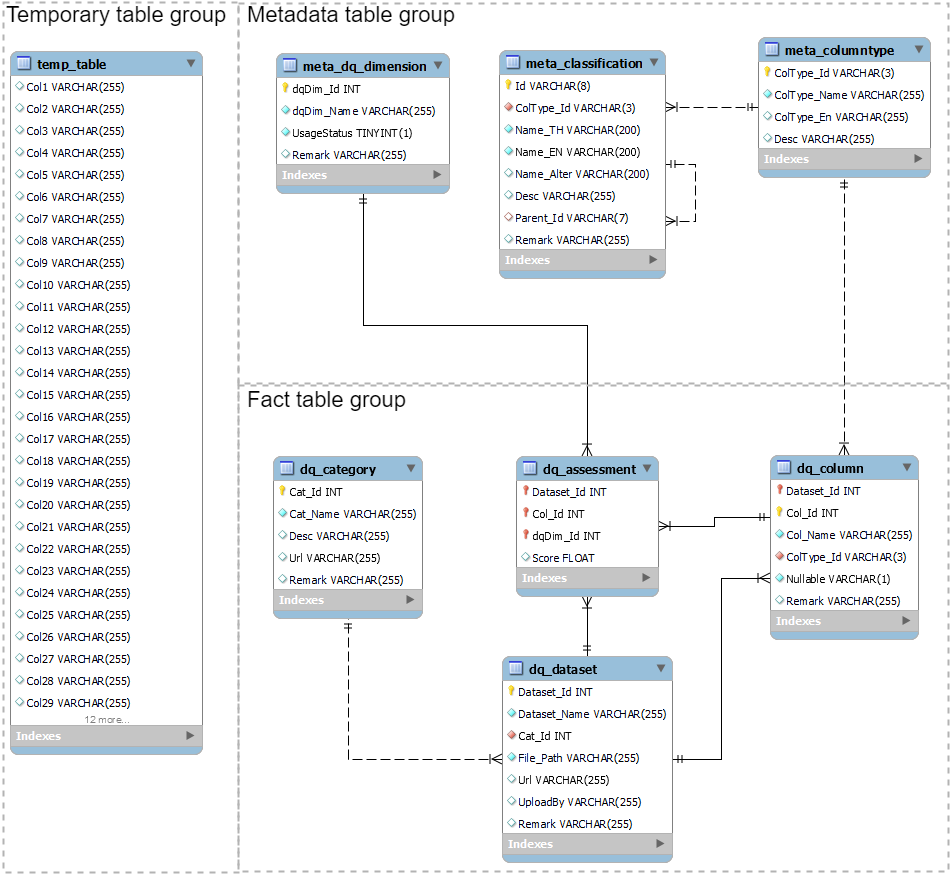 Temporary table group
temp_table
Col1 VARCHAR(255)
Col2 VARCHAR(255)
Col3 VARCHAR(255)
Col4 VARCHAR(255)
Col5 VARCHAR(255)
Col6 VARCHAR(255)
Col7 VARCHAR(255)
Col8 VARCHAR(255)
Col9 VARCHAR(255)
Col10 VARCHAR(255)
Col11 VARCHAR(255)
Col12 VARCHAR(255)
Col13 VARCHAR(255)
Col14 VARCHAR(255)
Col15 VARCHAR(255)
Col16 VARCHAR(255)
Col17 VARCHAR(255)
Col18 VARCHAR(255)
Col19 VARCHAR(255)
Col20 VARCHAR(255)
Col21 VARCHAR(255)
Col22 VARCHAR(255)
Col23 VARCHAR(255)
Col24 VARCHAR(255)
Col25 VARCHAR(255)
Col26 VARCHAR(255)
Col27 VARCHAR(255)
Col28 VARCHAR(255)
Col29 VARCHAR(255)
12 more...
Indexes
Metadata table group
meta_dq_dimension
dqDim_Id INT
dqDim_Name VARCHAR(255)
UsageStatus TINYINT(1)
Remark VARCHAR(255)
Indexes
meta_classification
Id VARCHAR(8)
ColType_Id VARCHAR(3)
Name_TH VARCHAR(200)
Name_EN VARCHAR(200)
Name_Alter VARCHAR(200)
Desc VARCHAR(255)
Parent_Id VARCHAR(7)
Remark VARCHAR(255)
Indexes
meta_columntype
ColType_Id VARCHAR(3)
ColType_Name VARCHAR(255)
ColType_En VARCHAR(255)
Desc VARCHAR(255)
Indexes
Fact table group
dq_category
Cat_Id INT
Cat_Name VARCHAR(255)
Desc VARCHAR(255)
Url VARCHAR(255)
Remark VARCHAR(255)
Indexes
dq_assessment
Dataset_Id INT
Col_Id INT
dqDim_Id INT
Score FLOAT
Indexes
dq_column
Dataset_Id INT
Col_Id INT
Col_Name VARCHAR(255)
ColType_Id VARCHAR(3)
Nullable VARCHAR(1)
Remark VARCHAR(255)
Indexes
dq_dataset
Dataset_Id INT
Dataset_Name VARCHAR(255)
Cat_Id INT
File_Path VARCHAR(255)
Url VARCHAR(255)
UploadBy VARCHAR(255)
Remark VARCHAR(255)
Indexes